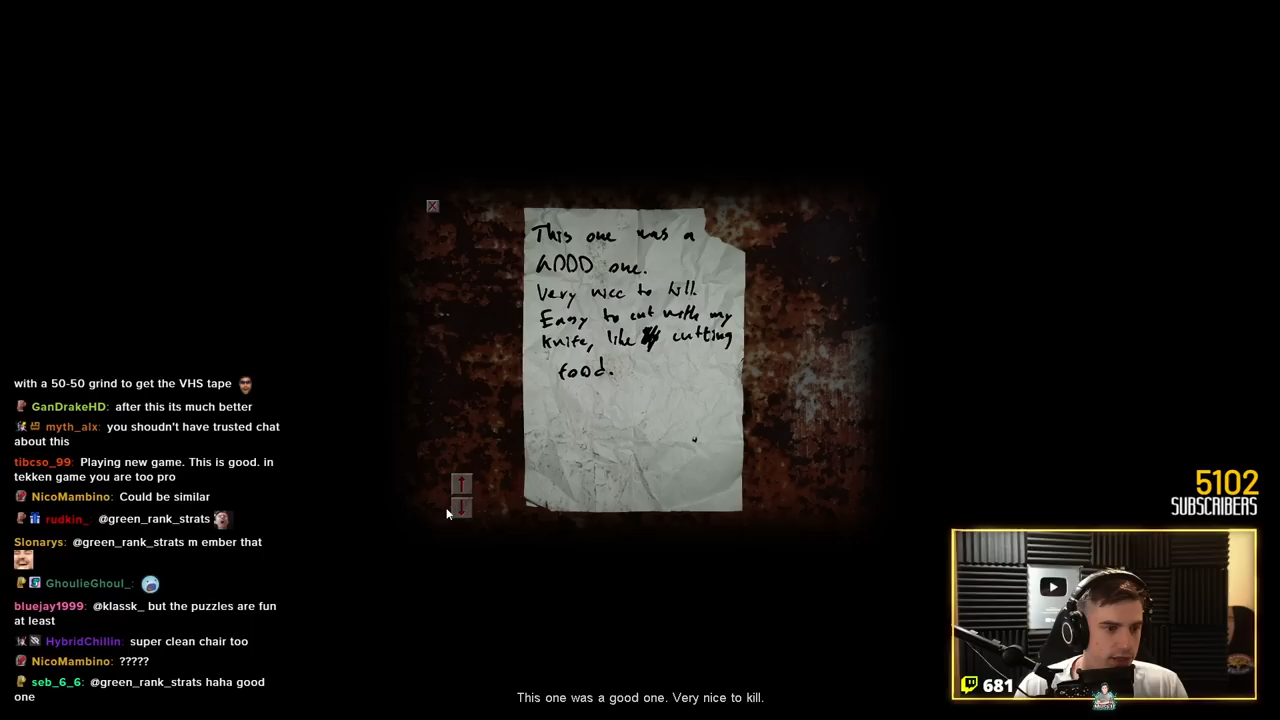 This one was a
GOOD one.
Very nice to kill.
Easy to cut with my
knife, like cutting
food.
X
↑
↓
with a 50-50 grind to get the VHS tape
GanDrakeHD: after this its much better
myth_alx: you shoudn't have trusted chat
about this
tibcso_99: Playing new game. This is good. in
tekken game you are too pro
NicoMambino: Could be similar
rudkin_: @green_rank_strats
Slonarys: @green_rank_strats m ember that
GhoulieGhoul_:
bluejay1999: @klassk_ but the puzzles are fun
at least
HybridChillin: super clean chair too
NicoMambino: ?????
seb_6_6: @green_rank_strats haha good
one
5102
SUBSCRIBERS
681
This one was a good one. Very nice to kill.